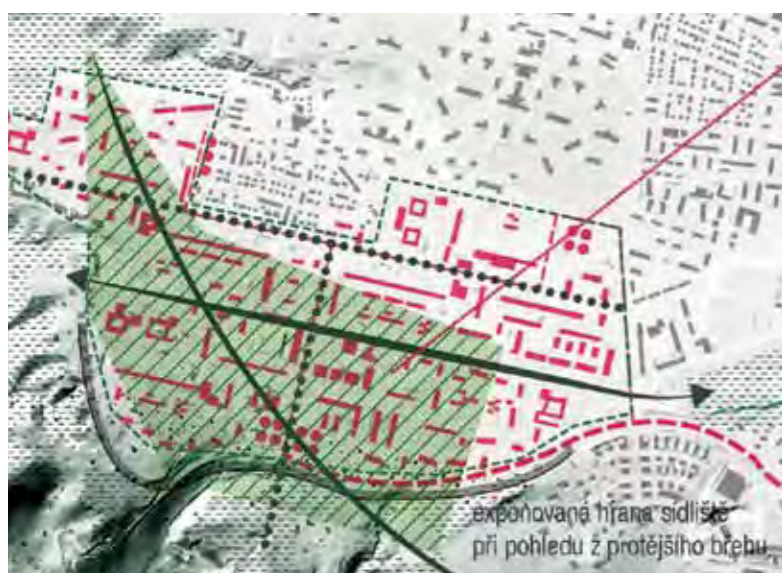 exponovaná hrana sídliště
při pohledu z protějšího břehu